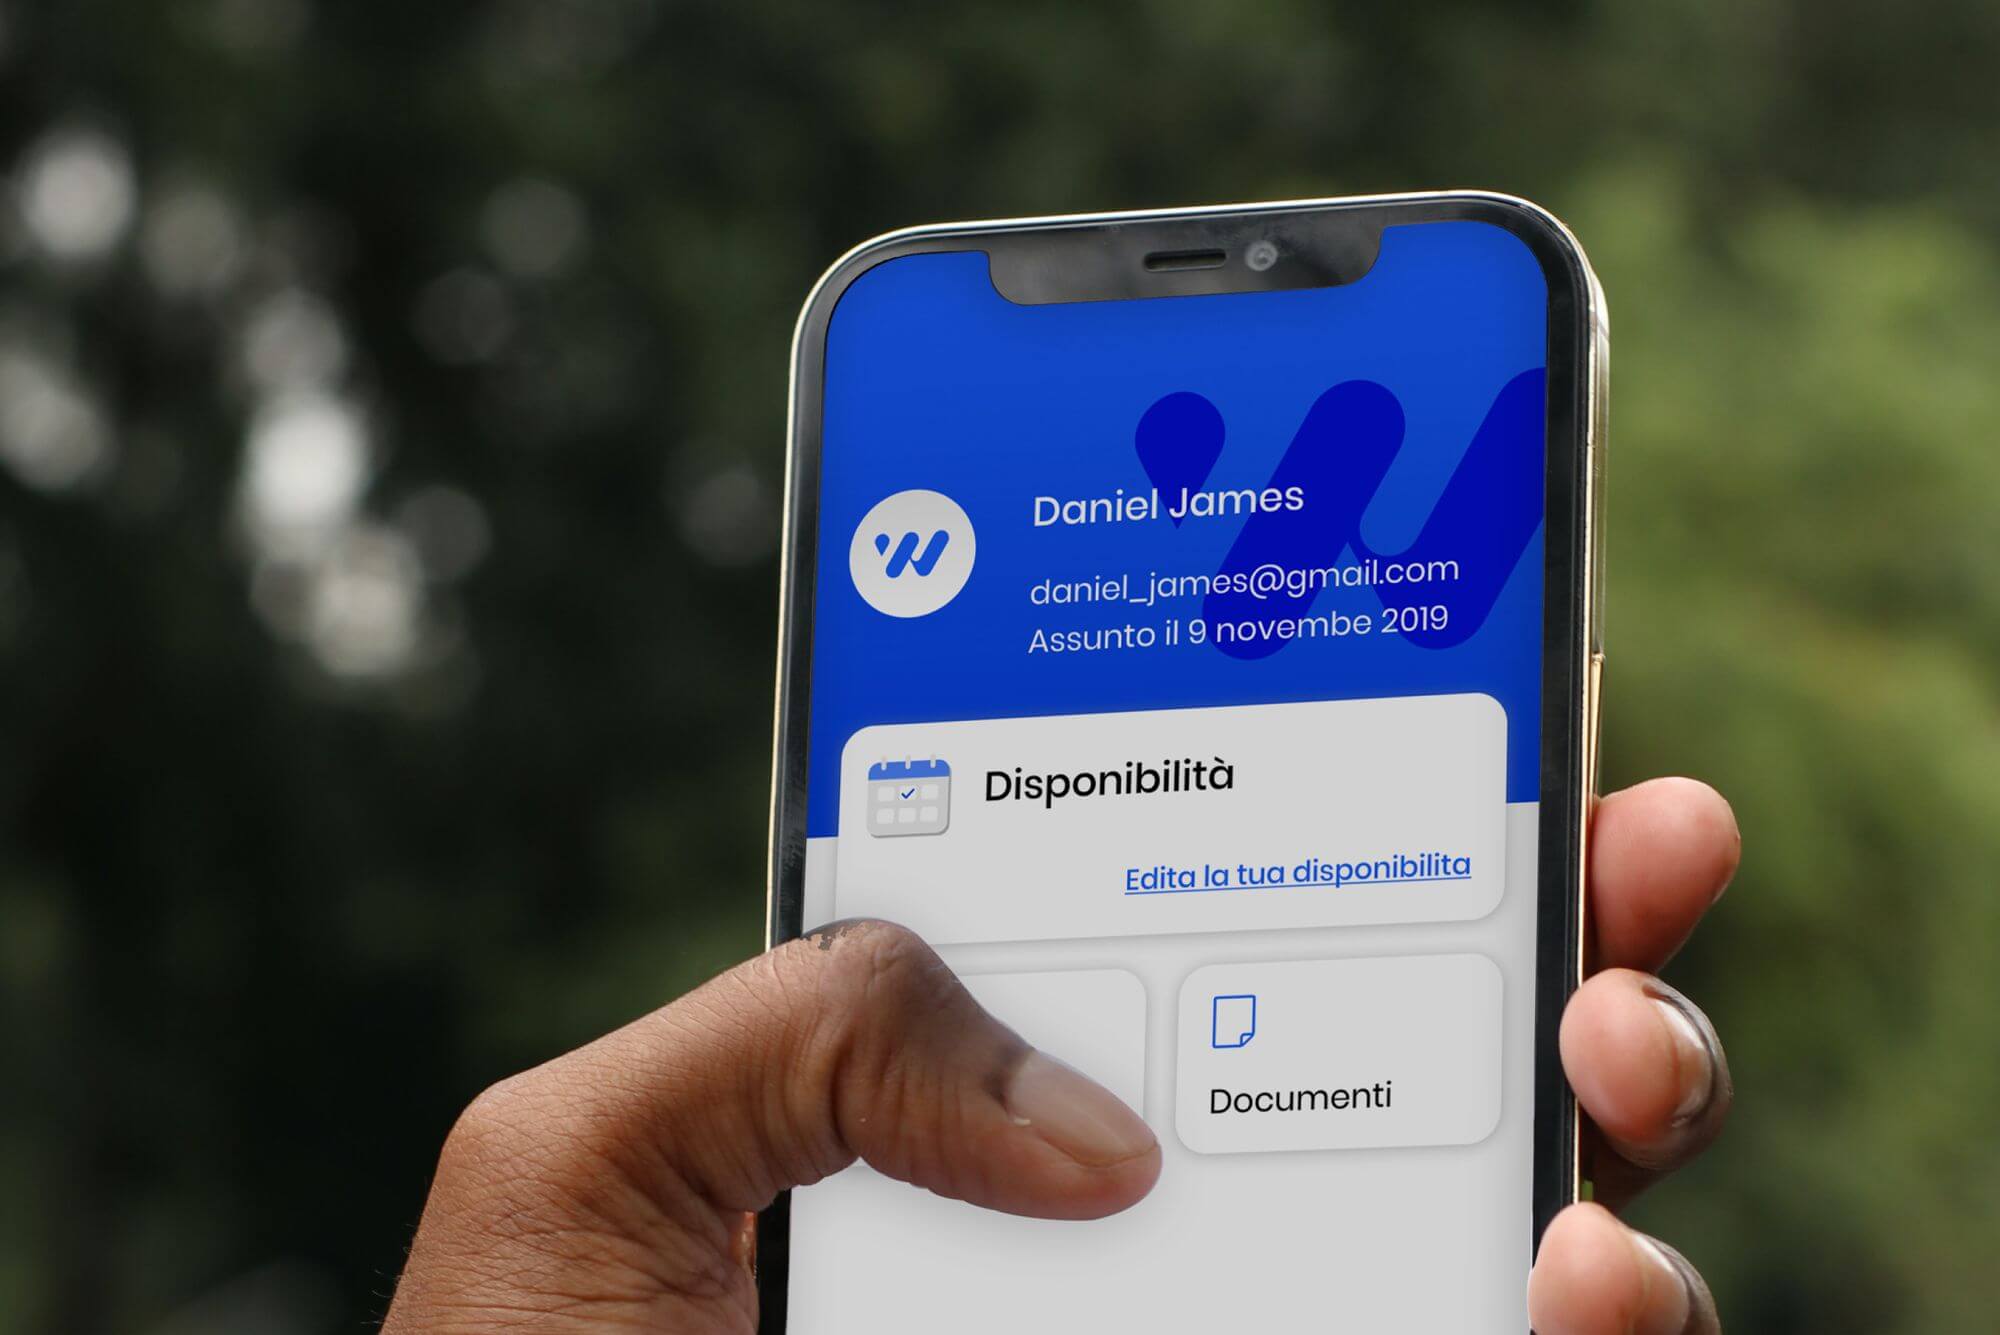 Daniel James
daniel_james@gmail.com
Assunto il 9 novembe 2019
Disponibilità
Edita la tua disponibilita
Documenti